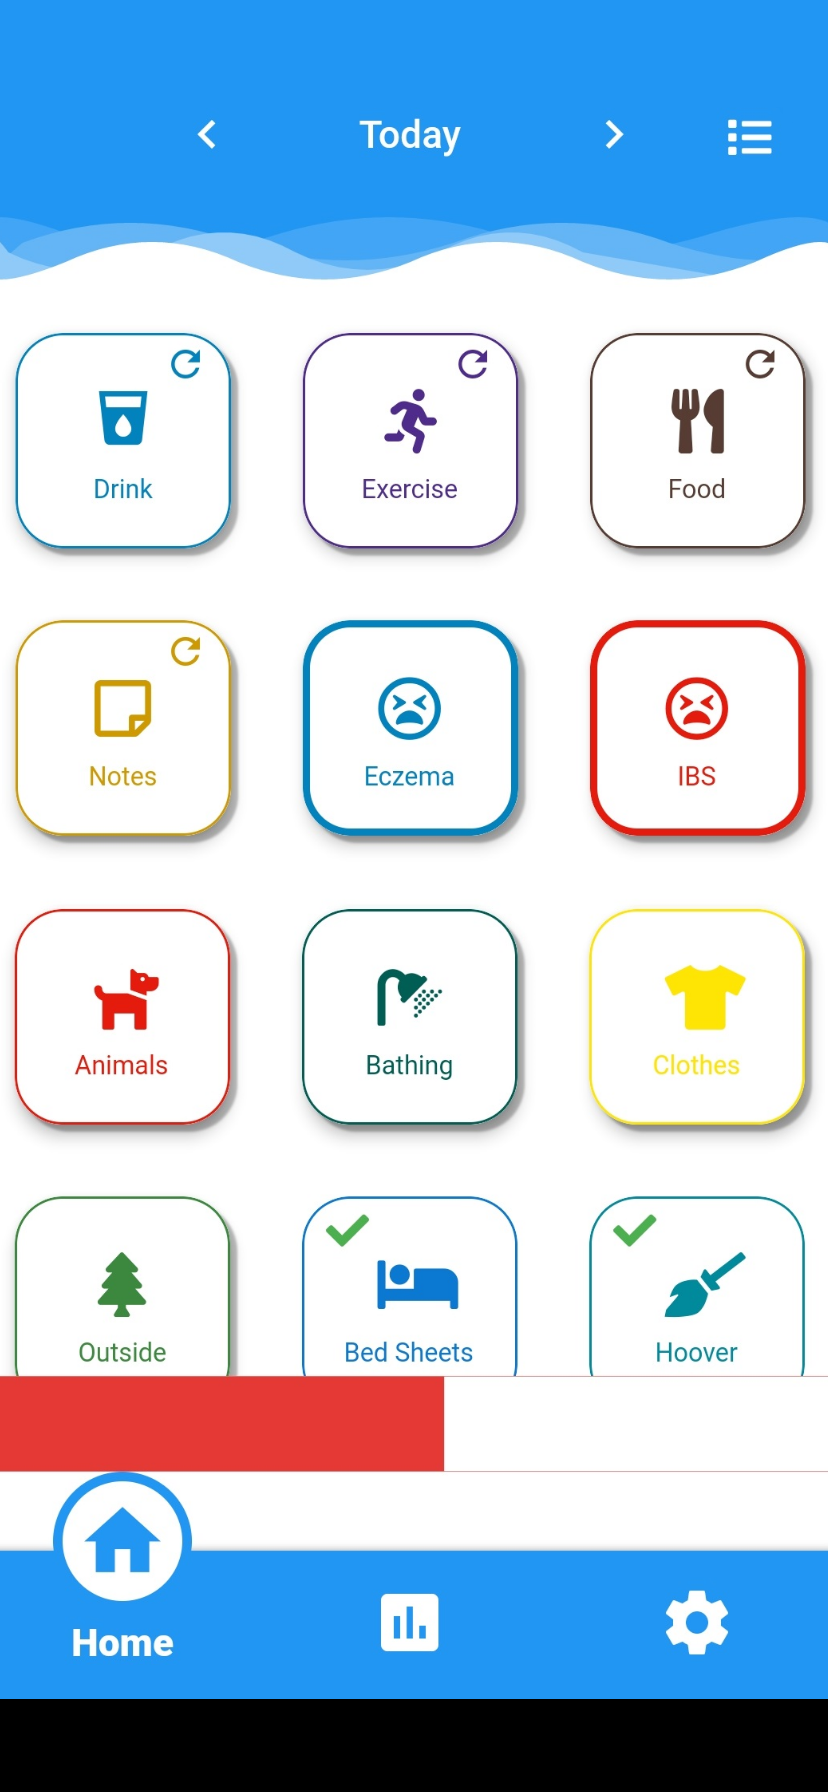 Today
Drink
Exercise
Food
Notes
Eczema
IBS
Animals
Bathing
Clothes
Outside
Bed Sheets
Hoover
Home